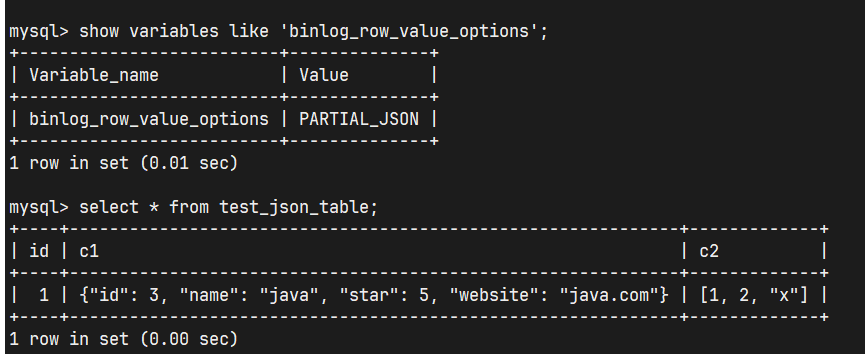 mysql> show variables like 'binlog_row_value_options';
+--------------------------+--------------+
| Variable_name            | Value        |
+--------------------------+--------------+
| binlog_row_value_options | PARTIAL_JSON |
+--------------------------+--------------+
1 row in set (0.01 sec)
mysql> select * from test_json_table;
+----+----------------------------------------------------------+-------------+
| id | c1                                                       | c2          |
+----+----------------------------------------------------------+-------------+
|  1 | {"id": 3, "name": "java", "star": 5, "website": "java.com"} | [1, 2, "x"] |
+----+----------------------------------------------------------+-------------+
1 row in set (0.00 sec)